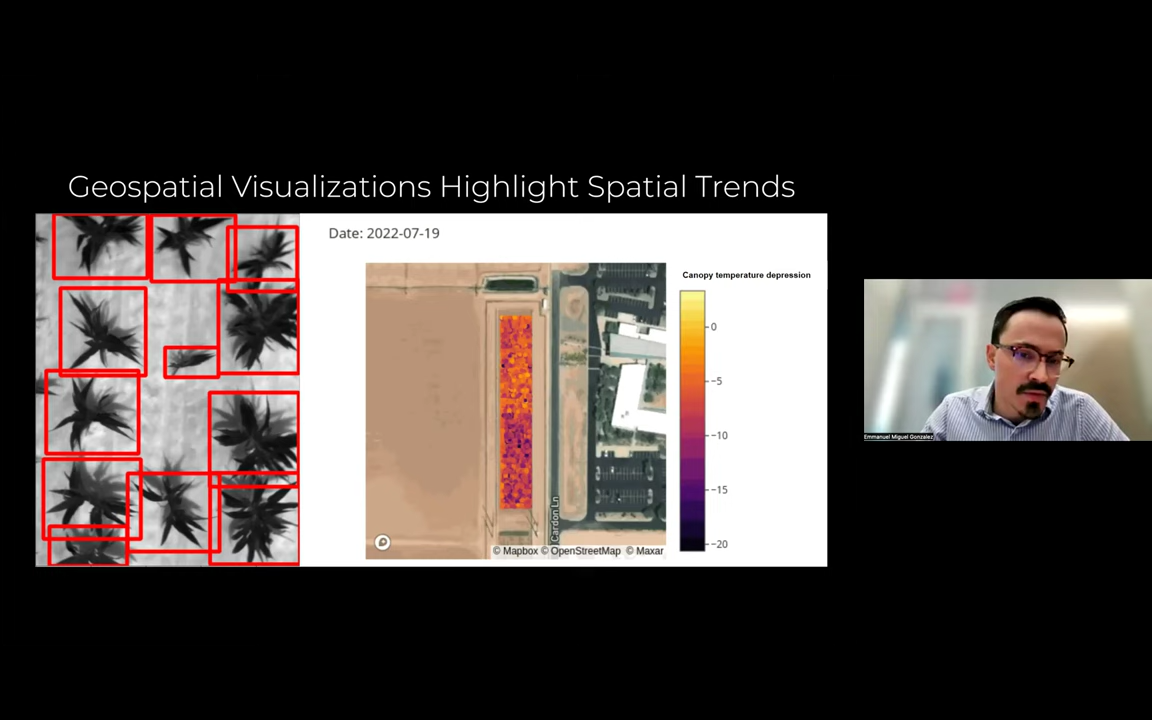 Geospatial Visualizations Highlight Spatial Trends
Date: 2022-07-19
Canopy temperature depression
0
−5
−10
−15
−20
Cardon Ln
© Mapbox © OpenStreetMap © Maxar
Emmanuel Miguel Gonzalez